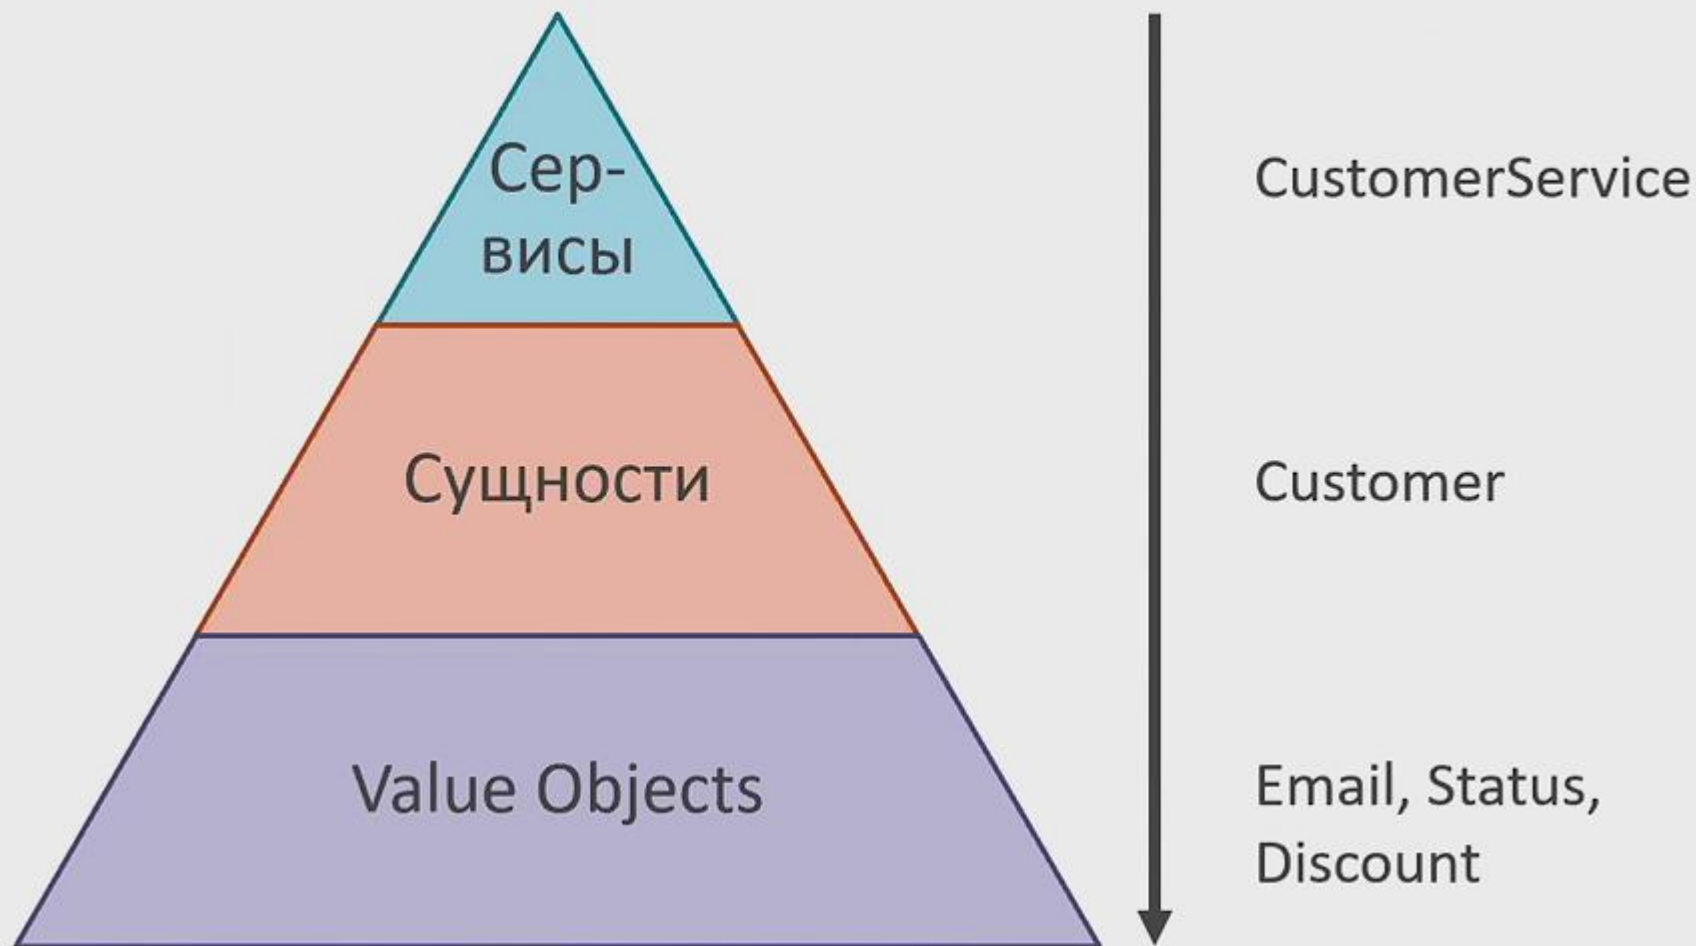 Сер-
висы
CustomerService
Сущности
Customer
Value Objects
Email, Status,
Discount